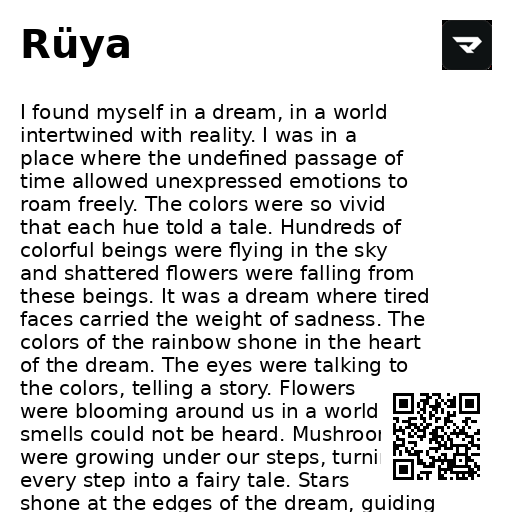 Rüya
I found myself in a dream, in a world
intertwined with reality. I was in a
place where the undefined passage of
time allowed unexpressed emotions to
roam freely. The colors were so vivid
that each hue told a tale. Hundreds of
colorful beings were flying in the sky
and shattered flowers were falling from
these beings. It was a dream where tired
faces carried the weight of sadness. The
colors of the rainbow shone in the heart
of the dream. The eyes were talking to
the colors, telling a story. Flowers
were blooming around us in a world
smells could not be heard.
were growing under our steps,
every step into a fairy tale. Stars
shone at the edges of the dream, guiding